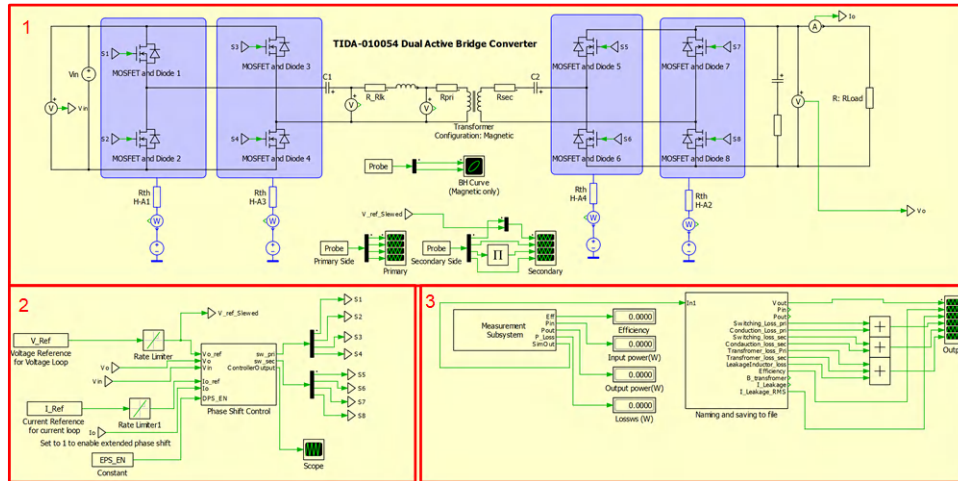 1
TIDA-010054 Dual Active Bridge Converter
Vin
V
Vin
S1
MOSFET and Diode 1
S2
MOSFET and Diode 2
S3
MOSFET and Diode 3
S4
MOSFET and Diode 4
C1
R_Rlk
V
V
Rpri
Rsec
C2
Transformer
Configuration: Magnetic
S5
MOSFET and Diode 5
S6
MOSFET and Diode 6
S7
MOSFET and Diode 7
S8
MOSFET and Diode 8
A
Io
V
R: RLoad
Vo
Rth
H-A1
W
Rth
H-A3
W
Rth
H-A4
W
Rth
H-A2
W
Probe
BH Curve
(Magnetic only)
V_ref_Slewed
Probe
Primary Side
Primary
Probe
Secondary Side
Π
Secondary
2
V_Ref
Voltage Reference
for Voltage Loop
Rate Limiter
V_ref_Slewed
Vo
Vin
I_Ref
Current Reference
for current loop
Rate Limiter1
Io
Set to 1 to enable extended phase shift
EPS_EN
Constant
Vo_ref
Vo
Vin
Io_ref
Io
DPS_EN
sw_pri
sw_sec
ControllerOutput
Phase Shift Control
S1
S2
S3
S4
S5
S6
S7
S8
Scope
3
Measurement
Subsystem
Eff
Pin
Pout
P_Loss
SimOut
0.0000
Efficiency
0.0000
Input power(W)
0.0000
Output power(W)
0.0000
Lossws (W)
In1
Vout
Pin
Pout
Switching_Loss_pri
Conduction_Loss_pri
Switching_loss_sec
Conduaction_loss_sec
Transfromer_loss_Pri
Transfomer_loss_sec
LeakageInductor_loss
Efficiency
B_transfromer
I_Leakage
I_Leakage_RMS
Naming and saving to file
+
+
+
Outp